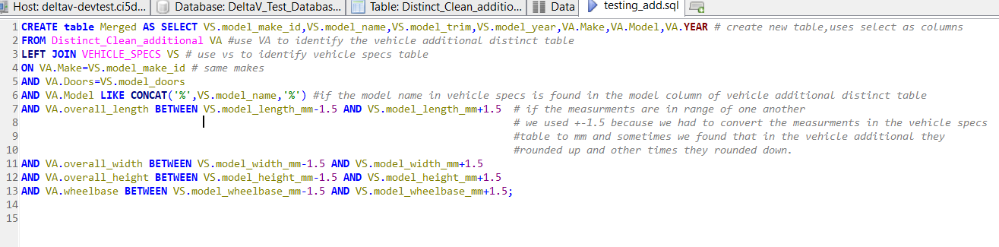 Host: deltav-devtest.ci5d... Database: DeltaV_Test_Databas... Table: Distinct_Clean_additio... Data testing_add.sql
1 CREATE table Merged AS SELECT VS.model_make_id,VS.model_name,VS.model_trim,VS.model_year,VA.Make,VA.Model,VA.YEAR # create new table,uses select as columns
2 FROM Distinct_Clean_additional VA #use VA to identify the vehicle additional distinct table
3 LEFT JOIN VEHICLE_SPECS VS # use vs to identify vehicle specs table
4 ON VA.Make=VS.model_make_id # same makes
5 AND VA.Doors=VS.model_doors
6 AND VA.Model LIKE CONCAT('%',VS.model_name,'%') #if the model name in vehicle specs is found in the model column of vehicle additional distinct table
7 AND VA.overall_length BETWEEN VS.model_length_mm-1.5 AND VS.model_length_mm+1.5 # if the measurments are in range of one another
8 # we used +-1.5 because we had to convert the measurments in the vehicle specs
9 #table to mm and sometimes we found that in the vehicle additional they
10 #rounded up and other times they rounded down.
11 AND VA.overall_width BETWEEN VS.model_width_mm-1.5 AND VS.model_width_mm+1.5
12 AND VA.overall_height BETWEEN VS.model_height_mm-1.5 AND VS.model_height_mm+1.5
13 AND VA.wheelbase BETWEEN VS.model_wheelbase_mm-1.5 AND VS.model_wheelbase_mm+1.5;
14
15